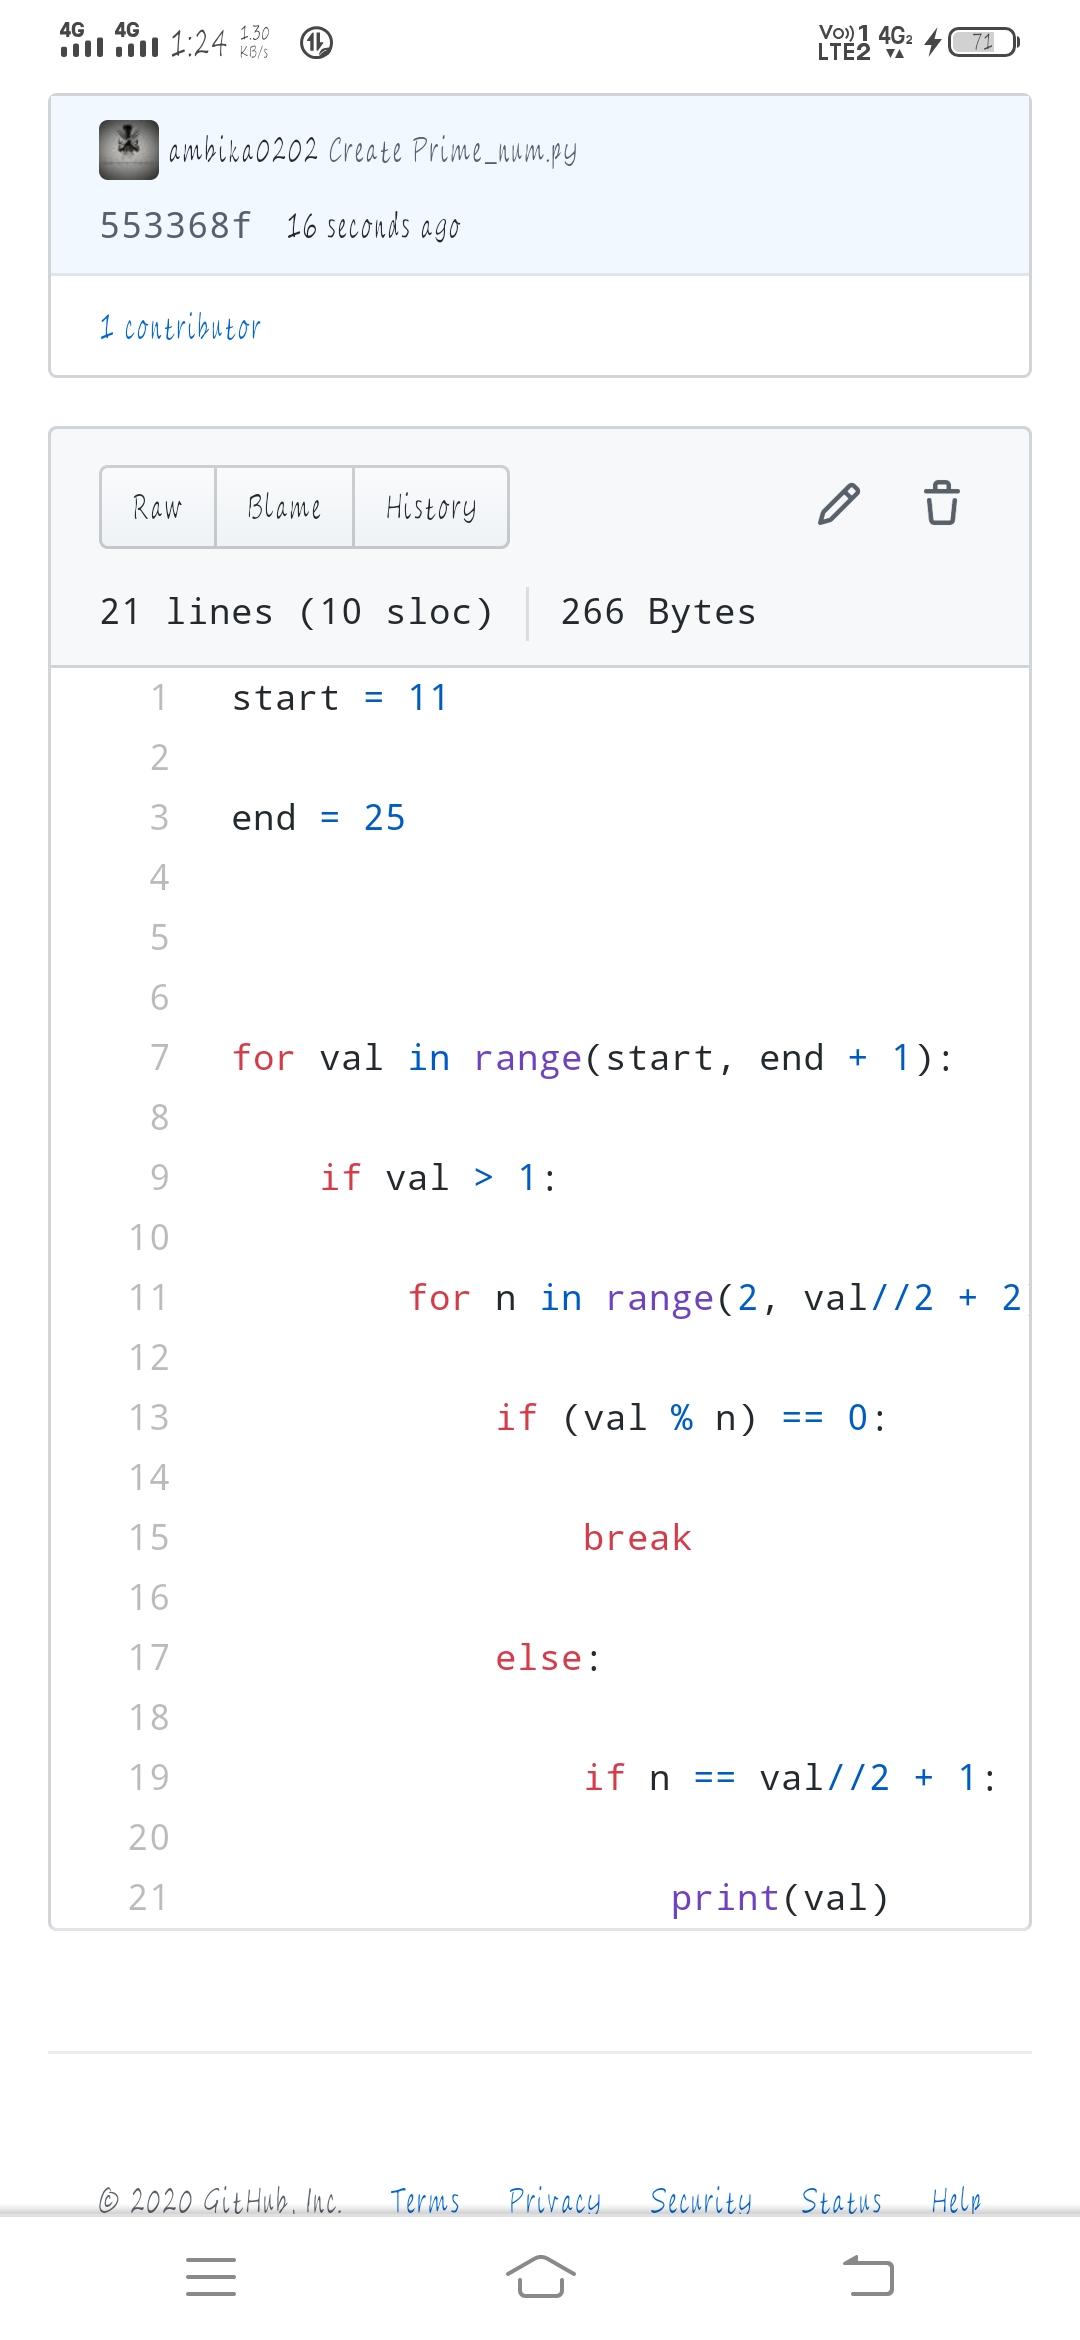 4G 4G 1:24 1.30 KB/s Vo)) 1 LTE2 4G2 71
ambika0202 Create Prime_num.py
553368f 16 seconds ago
1 contributor
Raw Blame History
21 lines (10 sloc) 266 Bytes
1 start = 11
2
3 end = 25
4
5
6
7 for val in range(start, end + 1):
8
9 if val > 1:
10
11 for n in range(2, val//2 + 2
12
13 if (val % n) == 0:
14
15 break
16
17 else:
18
19 if n == val//2 + 1:
20
21 print(val)
© 2020 GitHub, Inc. Terms Privacy Security Status Help